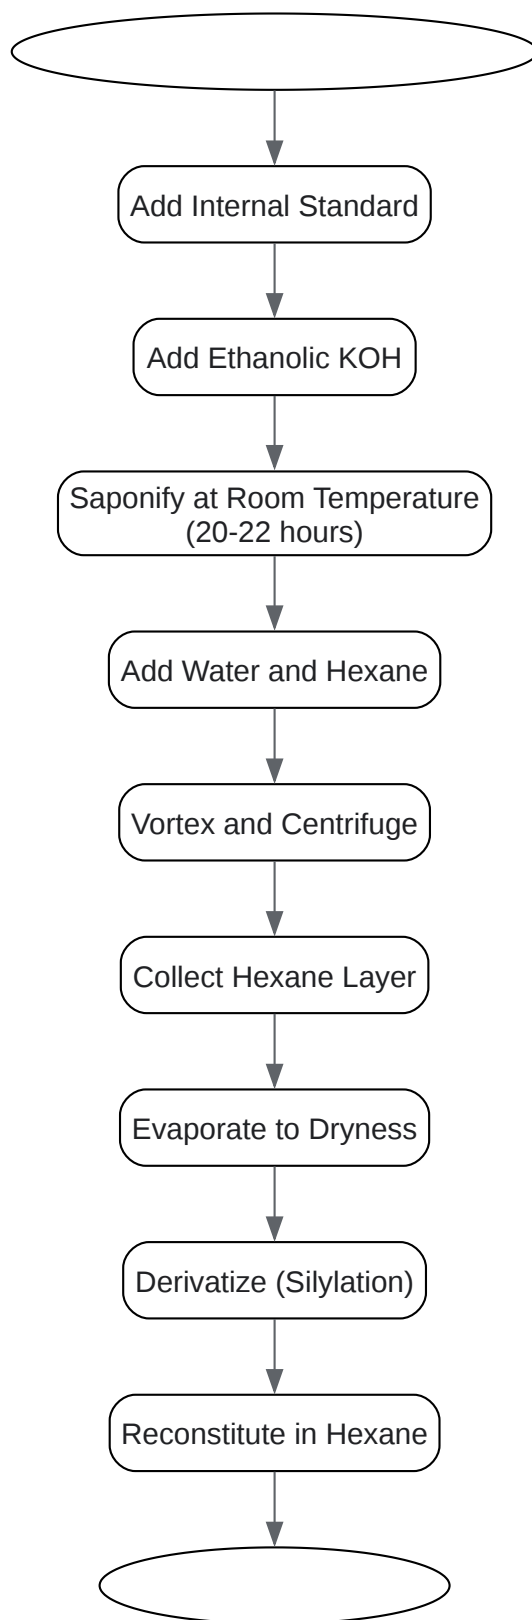 Add Internal Standard
Add Ethanolic KOH
Saponify at Room Temperature
(20-22 hours)
Add Water and Hexane
Vortex and Centrifuge
Collect Hexane Layer
Evaporate to Dryness
Derivatize (Silylation)
Reconstitute in Hexane